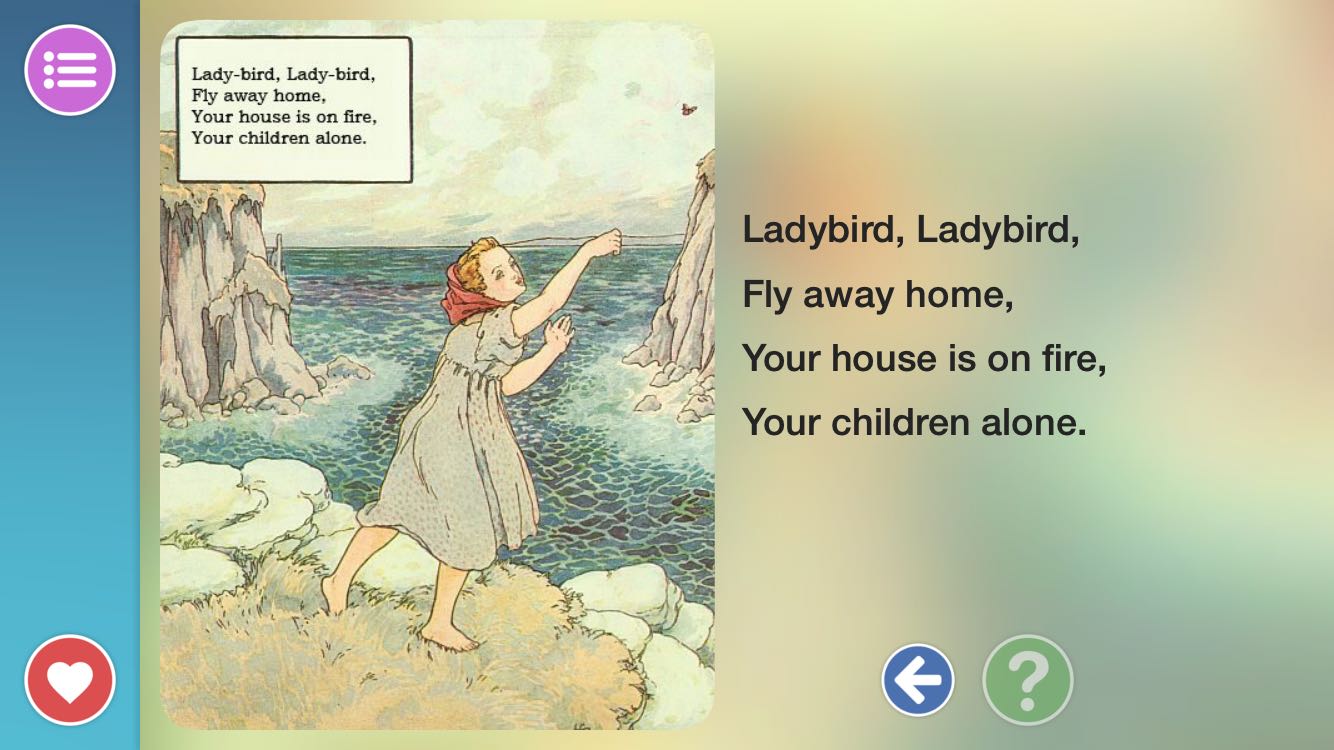 Lady-bird, Lady-bird,
Fly away home,
Your house is on fire,
Your children alone.
Ladybird, Ladybird,
Fly away home,
Your house is on fire,
Your children alone.
?